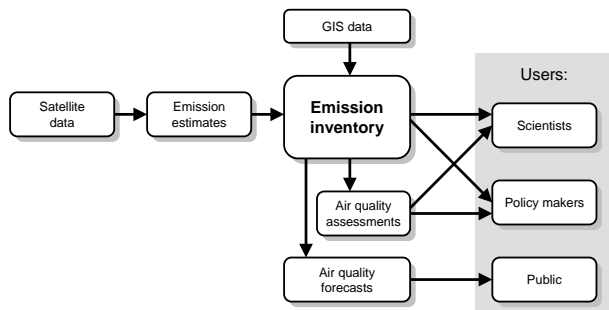 GIS data
Users:
Satellite
data
Emission
estimates
Emission
inventory
Scientists
Air quality
assessments
Policy makers
Air quality
forecasts
Public